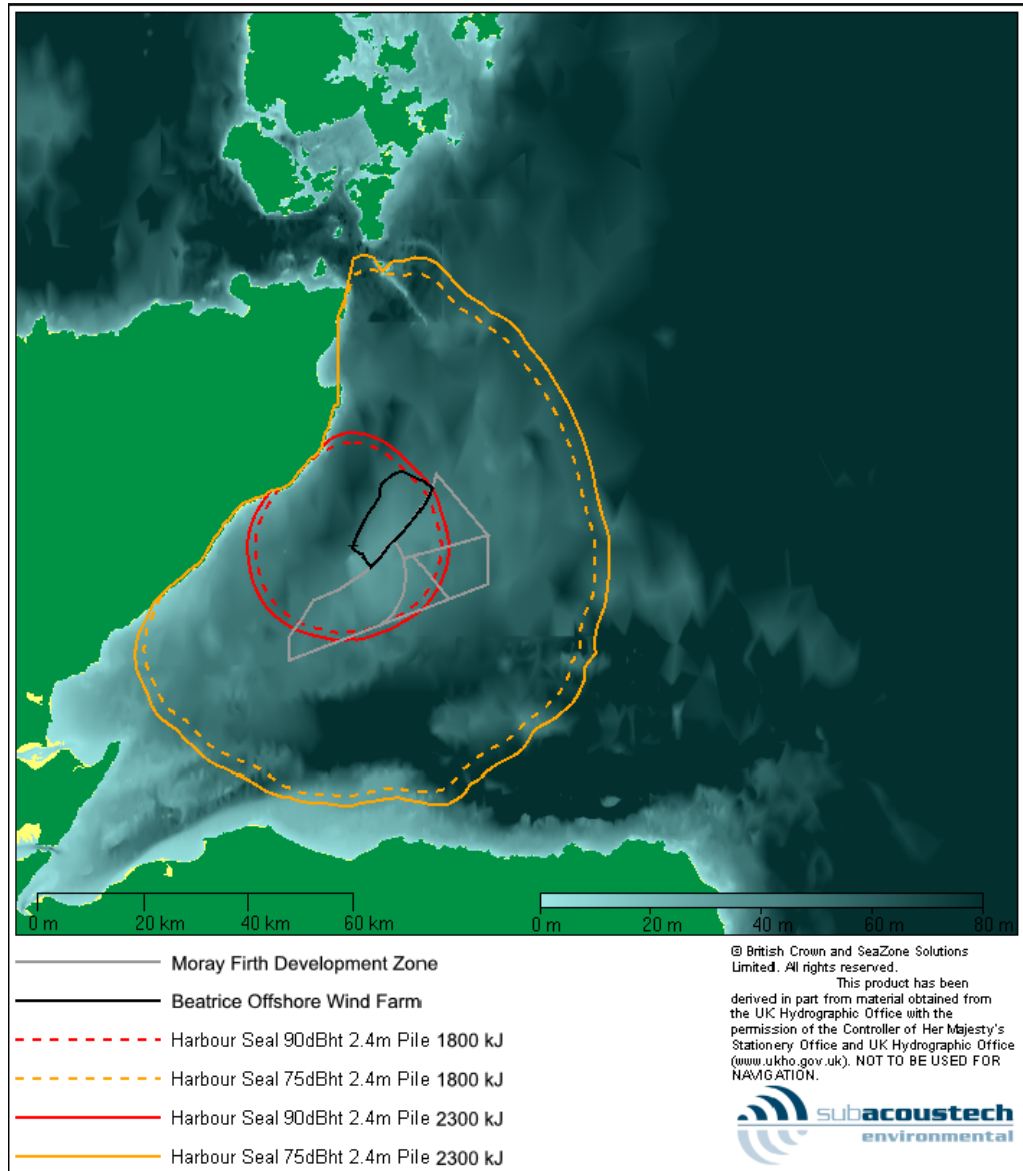 0 m 20 km 40 km 60 km
0 m 20 m 40 m 60 m 80 m
Moray Firth Development Zone
Beatrice Offshore Wind Farm
Harbour Seal 90dBht 2.4m Pile 1800 kJ
Harbour Seal 75dBht 2.4m Pile 1800 kJ
Harbour Seal 90dBht 2.4m Pile 2300 kJ
Harbour Seal 75dBht 2.4m Pile 2300 kJ
© British Crown and SeaZone Solutions
Limited. All rights reserved.
This product has been
derived in part from material obtained from
the UK Hydrographic Office with the
permission of the Controller of Her Majesty's
Stationery Office and UK Hydrographic Office
(www.ukho.gov.uk). NOT TO BE USED FOR
NAVIGATION.
subacoustech
environmental